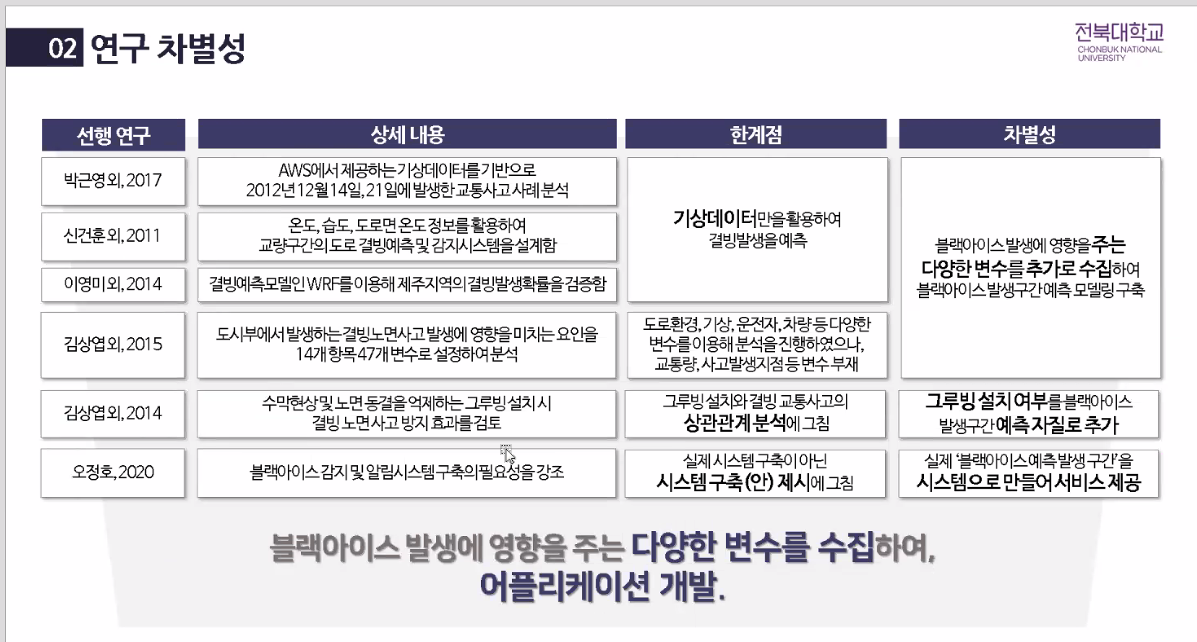 02 연구 차별성
전북대학교
CHONBUK NATIONAL
UNIVERSITY
선행 연구
상세 내용
한계점
차별성
박근영외, 2017
AWS에서 제공하는 기상데이터를 기반으로
2012년 12월 14일, 21일에 발생한 교통사고 사례 분석
기상데이터만을 활용하여
결빙발생을 예측
블랙아이스 발생에 영향을 주는
다양한 변수를 추가로 수집하여
블랙아이스 발생구간 예측 모델링 구축
신건훈외, 2011
온도, 습도, 도로면 온도 정보를 활용하여
교량구간의 도로 결빙예측 및 감지시스템을 설계함
이영미외, 2014
결빙예측모델인 WRF를 이용해 제주지역의 결빙발생확률을 검증함
김상엽외, 2015
도시부에서 발생하는 결빙노면사고 발생에 영향을 미치는 요인을
14개 항목 47개 변수로 설정하여 분석
도로환경, 기상, 운전자, 차량 등 다양한
변수를 이용해 분석을 진행하였으나,
교통량, 사고발생지점 등 변수 부재
김상엽외, 2014
수막현상 및 노면 동결을 억제하는 그루빙 설치 시
결빙 노면 사고 방지 효과를 검토
그루빙 설치와 결빙 교통사고의
상관관계 분석에 그침
그루빙 설치 여부를 블랙아이스
발생구간 예측 자질로 추가
오정호, 2020
블랙아이스 감지 및 알림시스템 구축의 필요성을 강조
실제 시스템 구축이 아닌
시스템 구축(안) 제시에 그침
실제 '블랙아이스 예측 발생 구간'을
시스템으로 만들어 서비스 제공
블랙아이스 발생에 영향을 주는 다양한 변수를 수집하여,
어플리케이션 개발.